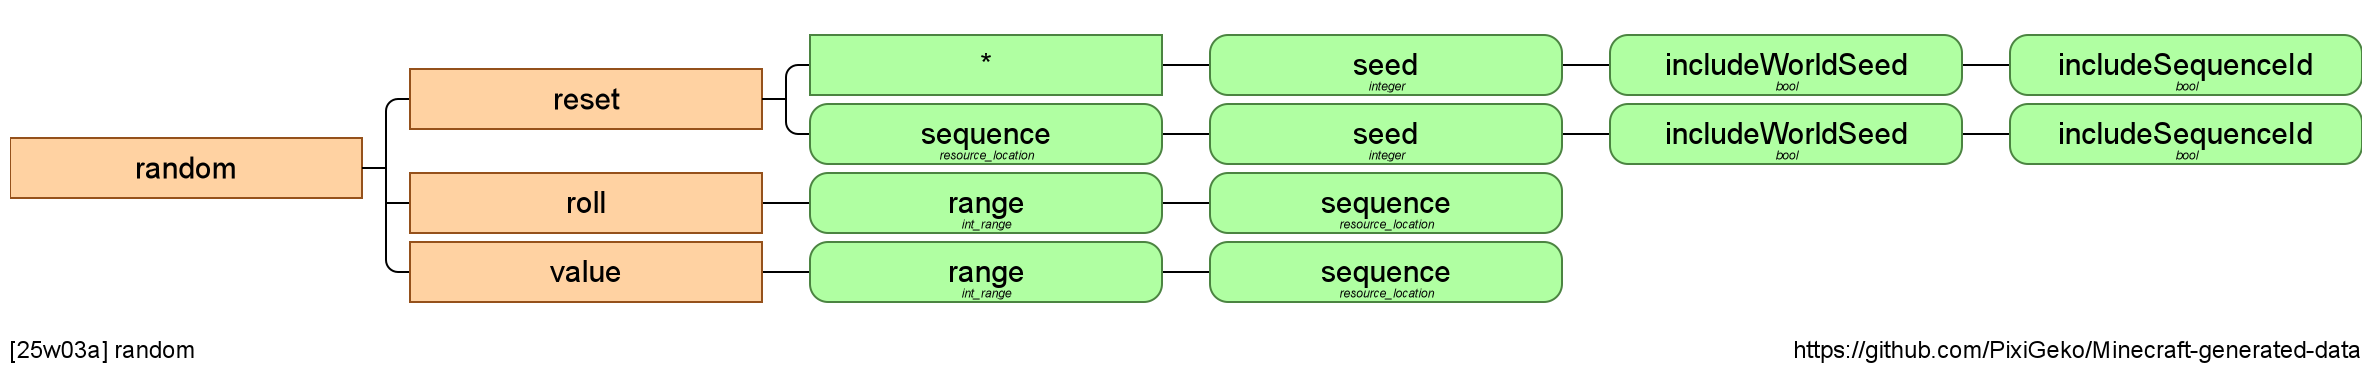 random
reset
*
seed
integer
includeWorldSeed
bool
includeSequenceId
bool
sequence
resource_location
seed
integer
includeWorldSeed
bool
includeSequenceId
bool
roll
range
int_range
sequence
resource_location
value
range
int_range
sequence
resource_location
[25w03a] random
https://github.com/PixiGeko/Minecraft-generated-data